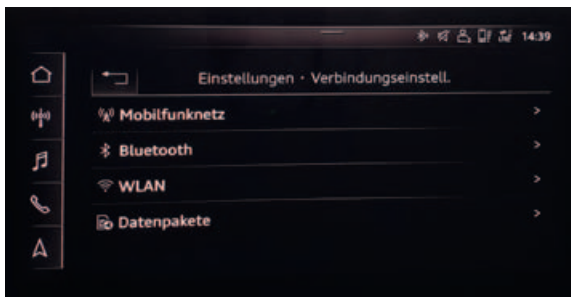 14:39
Einstellungen · Verbindungseinstell.
Mobilfunknetz
Bluetooth
WLAN
Datenpakete